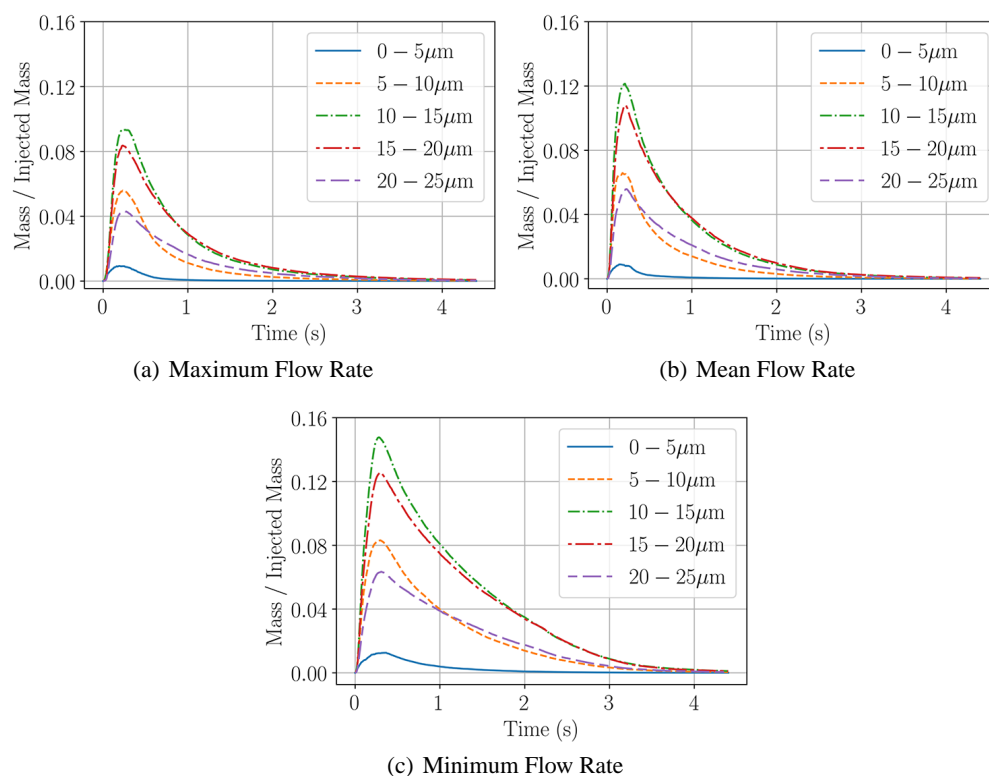 0.16
0.12
0.08
0.04
0.00
Mass / Injected Mass
0 − 5μm
5 − 10μm
10 − 15μm
15 − 20μm
20 − 25μm
0 1 2 3 4
Time (s)
(a) Maximum Flow Rate
0.16
0.12
0.08
0.04
0.00
Mass / Injected Mass
0 − 5μm
5 − 10μm
10 − 15μm
15 − 20μm
20 − 25μm
0 1 2 3 4
Time (s)
(b) Mean Flow Rate
0.16
0.12
0.08
0.04
0.00
Mass / Injected Mass
0 − 5μm
5 − 10μm
10 − 15μm
15 − 20μm
20 − 25μm
0 1 2 3 4
Time (s)
(c) Minimum Flow Rate